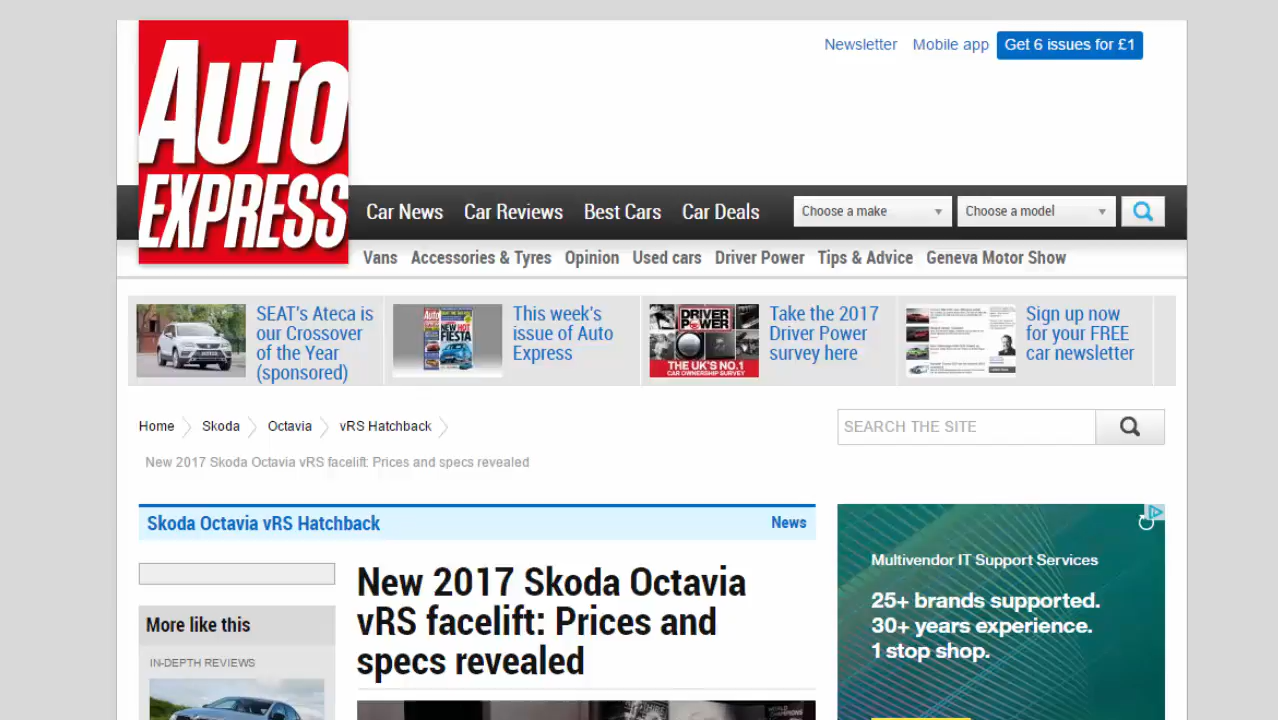 Auto
EXPRESS
Newsletter Mobile app Get 6 issues for £1
Car News Car Reviews Best Cars Car Deals Choose a make Choose a model
Vans Accessories & Tyres Opinion Used cars Driver Power Tips & Advice Geneva Motor Show
SEAT's Ateca is
our Crossover
of the Year
(sponsored)
This week's
issue of Auto
Express
DRIVER
POWER
THE UK'S NO.1
CAR OWNERSHIP SURVEY
Take the 2017
Driver Power
survey here
Sign up now
for your FREE
car newsletter
Home Skoda Octavia vRS Hatchback
SEARCH THE SITE
New 2017 Skoda Octavia vRS facelift: Prices and specs revealed
Skoda Octavia vRS Hatchback News
New 2017 Skoda Octavia
vRS facelift: Prices and
specs revealed
More like this
IN-DEPTH REVIEWS
Multivendor IT Support Services
25+ brands supported.
30+ years experience.
1 stop shop.